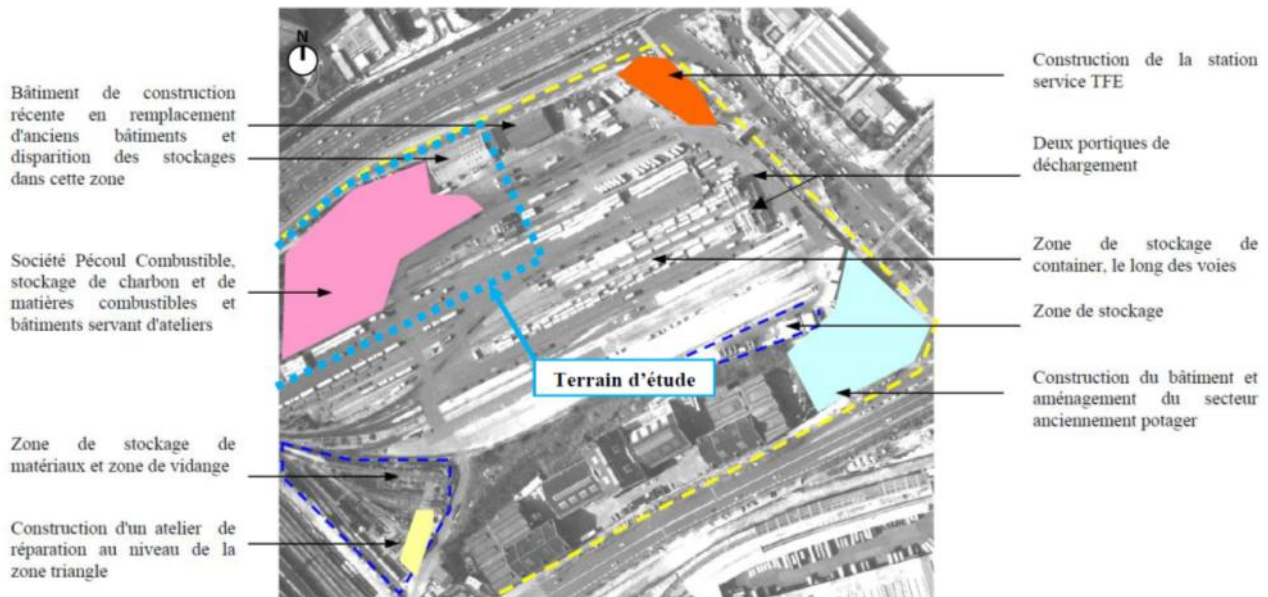 N
Bâtiment de construction
récente en remplacement
d'anciens bâtiments et
disparition des stockages
dans cette zone
Société Pécoul Combustible,
stockage de charbon et de
matières combustibles et
bâtiments servant d'ateliers
Zone de stockage de
matériaux et zone de vidange
Construction d'un atelier de
réparation au niveau de la
zone triangle
Terrain d'étude
Construction de la station
service TFE
Deux portiques de
déchargement
Zone de stockage de
container, le long des voies
Zone de stockage
Construction du bâtiment et
aménagement du secteur
anciennement potager